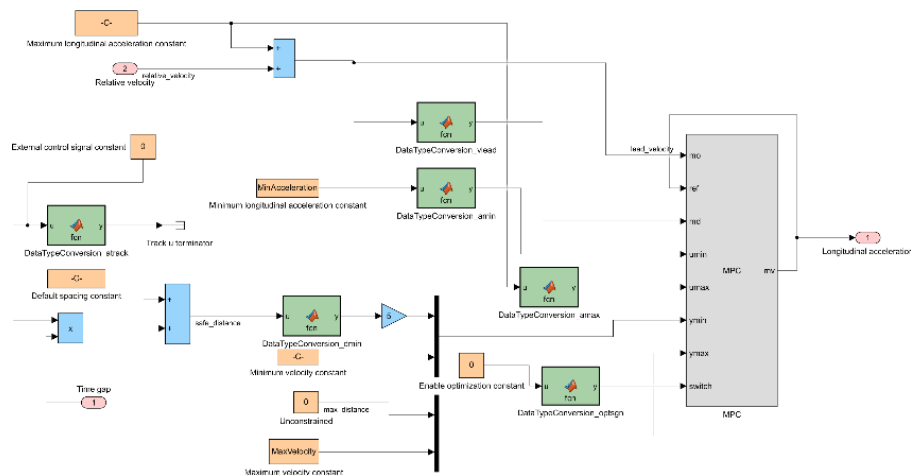 -C-
Maximum longitudinal acceleration constant
+
+
2
relative_velocity
Relative velocity
External control signal constant
0
u
fcn
y
DataTypeConversion_vlead
MinAcceleration
Minimum longitudinal acceleration constant
u
fcn
y
DataTypeConversion_amin
u
fcn
y
DataTypeConversion_atrack
Track u terminator
-C-
Default spacing constant
x
+
+
safe_distance
u
fcn
y
DataTypeConversion_dmin
-C-
Minimum velocity constant
u
fcn
y
DataTypeConversion_amax
0
Enable optimization constant
u
fcn
y
DataTypeConversion_optsgn
Time gap
1
0
max_distance
Unconstrained
MaxVelocity
Maximum velocity constant
lead_velocity
mo
ref
md
umin
MPC
mv
umax
ymin
ymax
switch
MPC
1
Longitudinal acceleration